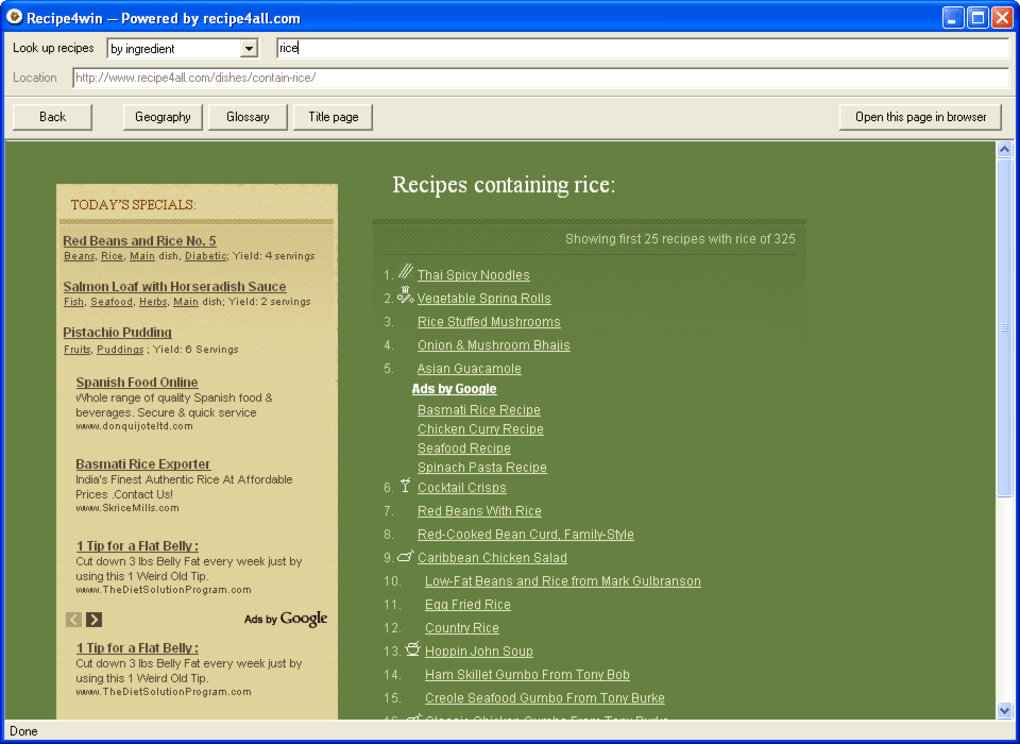 Recipe4win — Powered by recipe4all.com
Look up recipes by ingredient rice
Location http://www.recipe4all.com/dishes/contain-rice/
Back Geography Glossary Title page Open this page in browser
TODAY'S SPECIALS:
Red Beans and Rice No. 5
Beans, Rice, Main dish, Diabetic; Yield: 4 servings
Salmon Loaf with Horseradish Sauce
Fish, Seafood, Herbs, Main dish; Yield: 2 servings
Pistachio Pudding
Fruits, Puddings ; Yield: 6 Servings
Spanish Food Online
Whole range of quality Spanish food &
beverages. Secure & quick service
www.donquijoteltd.com
Basmati Rice Exporter
India's Finest Authentic Rice At Affordable
Prices .Contact Us!
www.SkriceMills.com
1 Tip for a Flat Belly :
Cut down 3 lbs Belly Fat every week just by
using this 1 Weird Old Tip.
www.TheDietSolutionProgram.com
Ads by Google
1 Tip for a Flat Belly :
Cut down 3 lbs Belly Fat every week just by
using this 1 Weird Old Tip.
www.TheDietSolutionProgram.com
Recipes containing rice:
Showing first 25 recipes with rice of 325
1. Thai Spicy Noodles
2. Vegetable Spring Rolls
3. Rice Stuffed Mushrooms
4. Onion & Mushroom Bhajis
5. Asian Guacamole
Ads by Google
Basmati Rice Recipe
Chicken Curry Recipe
Seafood Recipe
Spinach Pasta Recipe
6. Cocktail Crisps
7. Red Beans With Rice
8. Red-Cooked Bean Curd, Family-Style
9. Caribbean Chicken Salad
10. Low-Fat Beans and Rice from Mark Gulbranson
11. Egg Fried Rice
12. Country Rice
13. Hoppin John Soup
14. Ham Skillet Gumbo From Tony Bob
15. Creole Seafood Gumbo From Tony Burke
16. Classic Chicken Gumbo From Tony Burke
Done